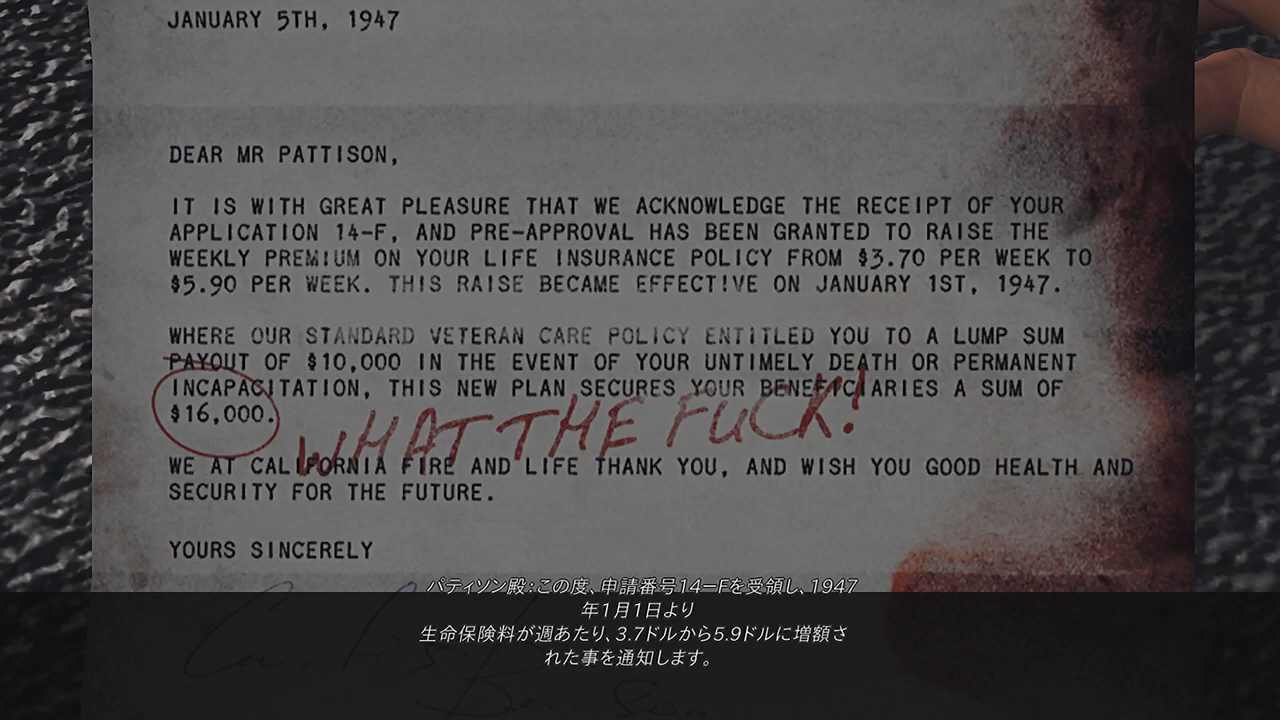 JANUARY 5TH, 1947
DEAR MR PATTISON,
IT IS WITH GREAT PLEASURE THAT WE ACKNOWLEDGE THE RECEIPT OF YOUR
APPLICATION 14-F, AND PRE-APPROVAL HAS BEEN GRANTED TO RAISE THE
WEEKLY PREMIUM ON YOUR LIFE INSURANCE POLICY FROM $3.70 PER WEEK TO
$5.90 PER WEEK. THIS RAISE BECAME EFFECTIVE ON JANUARY 1ST, 1947.
WHERE OUR STANDARD VETERAN CARE POLICY ENTITLED YOU TO A LUMP SUM
PAYOUT OF $10,000 IN THE EVENT OF YOUR UNTIMELY DEATH OR PERMANENT
INCAPACITATION, THIS NEW PLAN SECURES YOUR BENEFICIARIES A SUM OF
$16,000.
WHAT THE FUCK!
WE AT CALIFORNIA FIRE AND LIFE THANK YOU, AND WISH YOU GOOD HEALTH AND
SECURITY FOR THE FUTURE.
YOURS SINCERELY
パティソン殿：この度、申請番号14ーFを受領し、1947
年1月1日より
生命保険料が週あたり、3.7ドルから5.9ドルに増額さ
れた事を通知します。